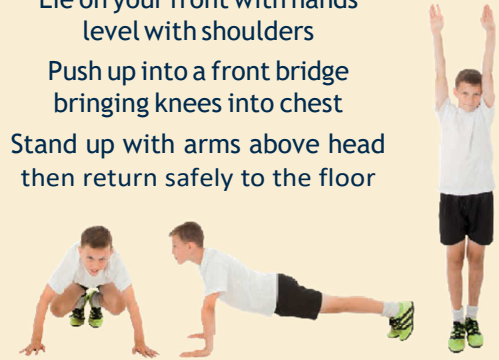 Lie on your front with hands
level with shoulders
Push up into a front bridge
bringing knees into chest
Stand up with arms above head
then return safely to the floor